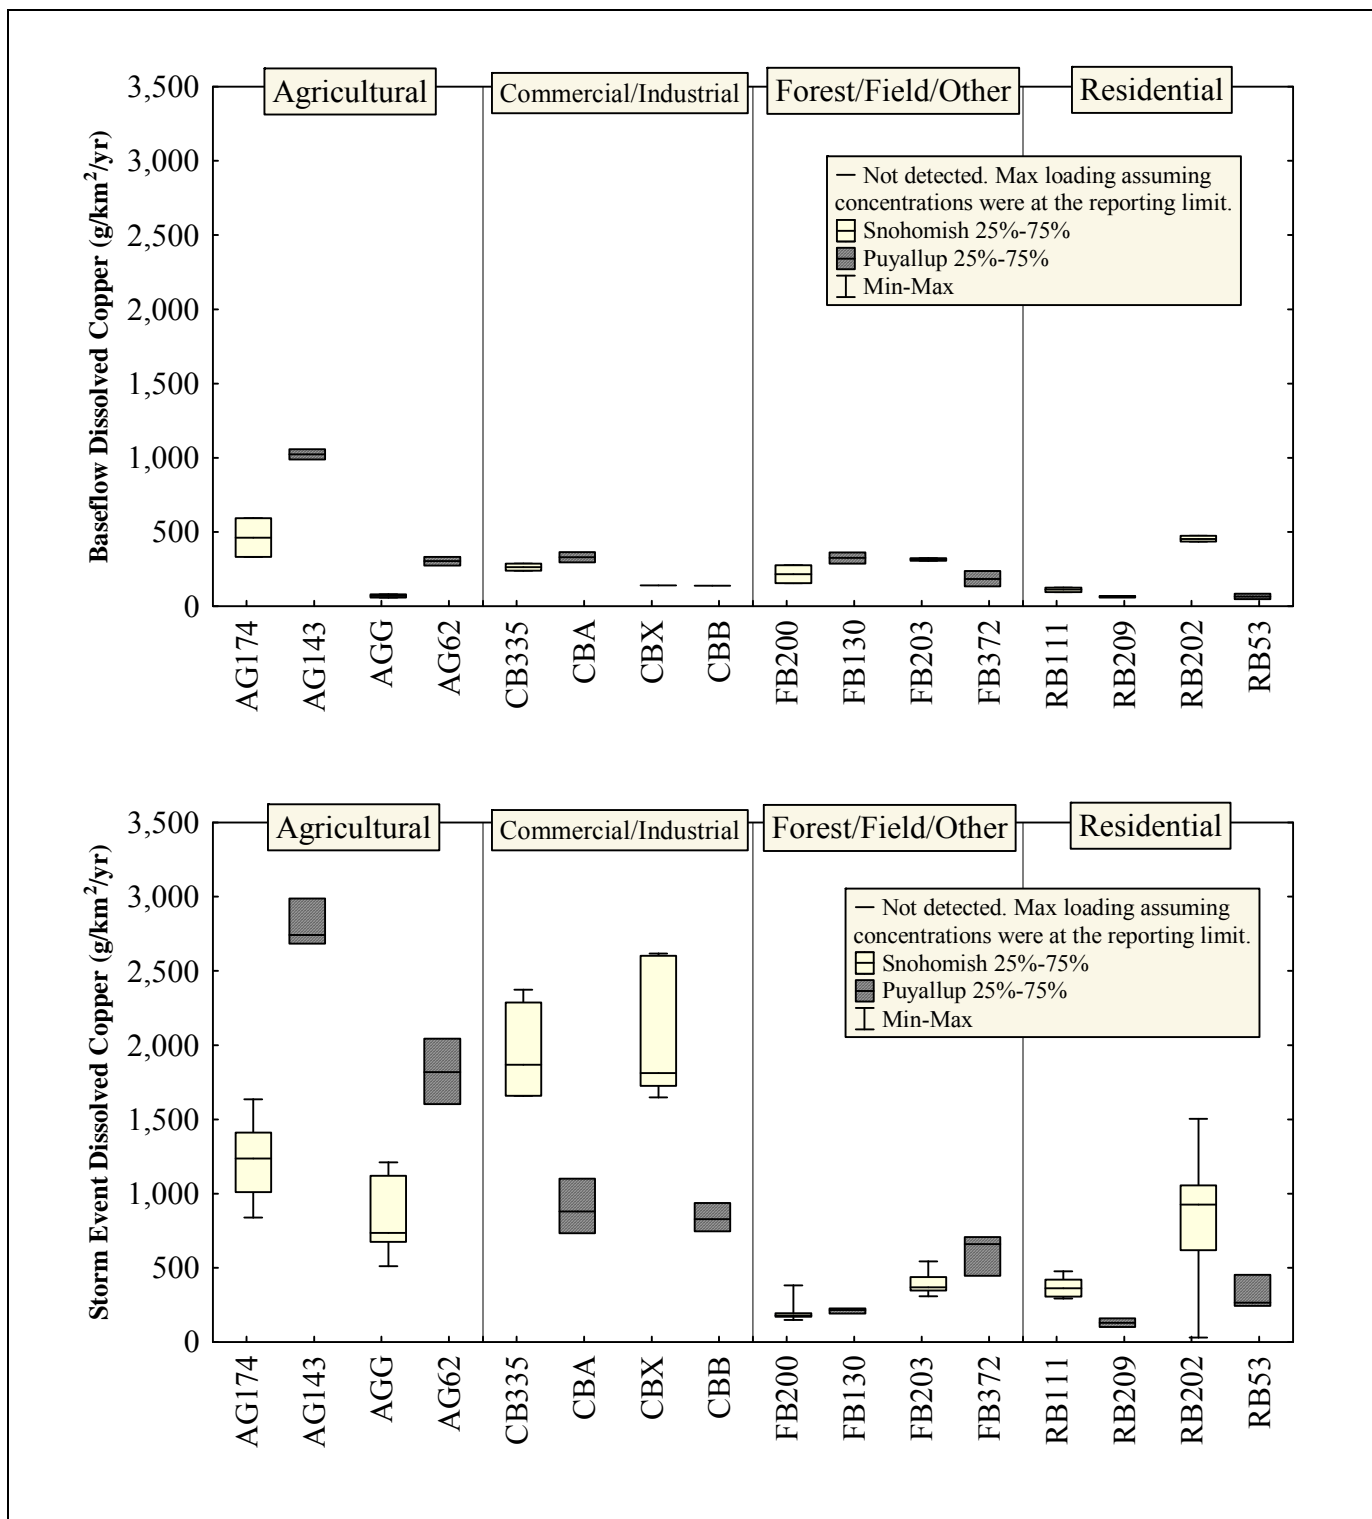 Agricultural
Commercial/Industrial
Forest/Field/Other
Residential
Baseflow Dissolved Copper (g/km²/yr)
3,500
3,000
2,500
2,000
1,500
1,000
500
0
Not detected. Max loading assuming
concentrations were at the reporting limit.
Snohomish 25%-75%
Puyallup 25%-75%
Min-Max
AG174
AG143
AGG
AG62
CB335
CBA
CBX
CBB
FB200
FB130
FB203
FB372
RB111
RB209
RB202
RB53
Agricultural
Commercial/Industrial
Forest/Field/Other
Residential
Storm Event Dissolved Copper (g/km²/yr)
3,500
3,000
2,500
2,000
1,500
1,000
500
0
Not detected. Max loading assuming
concentrations were at the reporting limit.
Snohomish 25%-75%
Puyallup 25%-75%
Min-Max
AG174
AG143
AGG
AG62
CB335
CBA
CBX
CBB
FB200
FB130
FB203
FB372
RB111
RB209
RB202
RB53